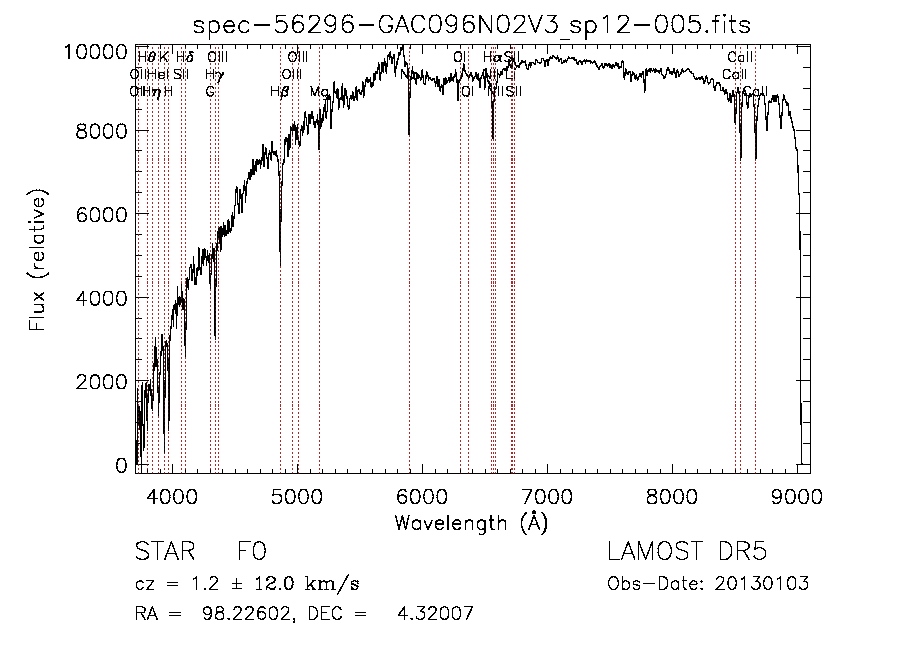 spec-56296-GAC096N02V3_sp12-005.fits
10000
8000
6000
4000
2000
0
Flux (relative)
Hθ K Hδ OIII OIII OI Hα SII CaII
OII HeI SII Hγ OIII Li CaII
OII Hη H G Hβ Mg Na OI NII SII CaII
4000 5000 6000 7000 8000 9000
Wavelength (Å)
STAR F0 LAMOST DR5
cz = 1.2 ± 12.0 km/s Obs-Date: 20130103
RA = 98.22602, DEC = 4.32007